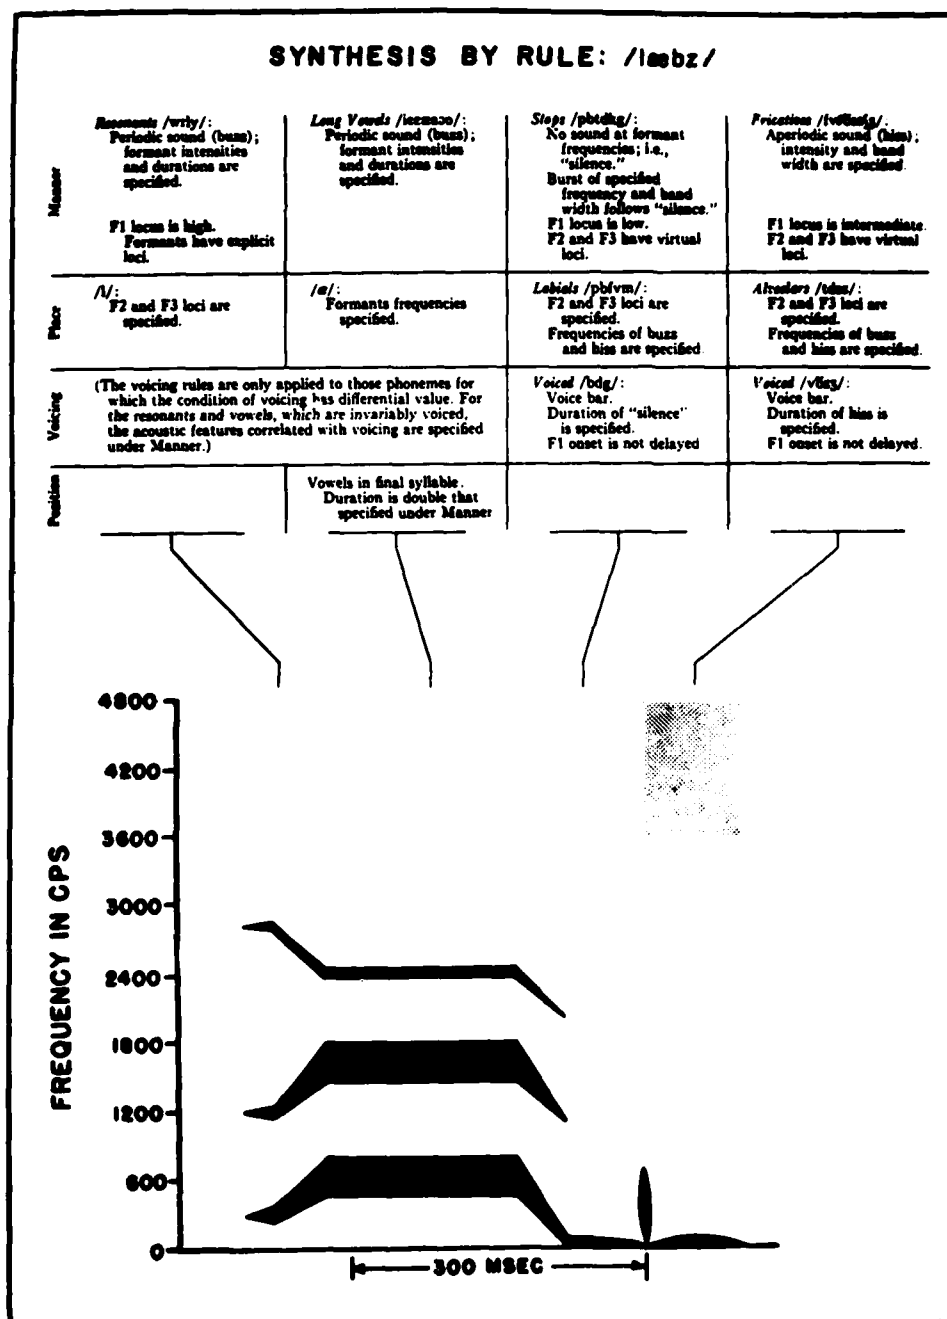 SYNTHESIS BY RULE: /læbz/
Manner
Resonants /wrly/:
Periodic sound (buzz);
formant intensities
and durations are
specified.
F1 locus is high.
Formants have explicit
loci.
Long Vowels
Periodic sound (buzz);
formant intensities
and durations are
specified.
Stops /pbtdkg/:
No sound at formant
frequencies; i.e.,
"silence."
Burst of specified
frequency and band
width follows "silence."
F1 locus is low.
F2 and F3 have virtual
loci.
Fricatives
Aperiodic sound (hiss);
intensity and band
width are specified.
F1 locus is intermediate.
F2 and F3 have virtual
loci.
Place
/l/:
F2 and F3 loci are
specified.
/æ/:
Formants frequencies
specified.
Labials /pbfvm/:
F2 and F3 loci are
specified.
Frequencies of buzz
and hiss are specified
Alveolars
F2 and F3 loci are
specified.
Frequencies of buzz
and hiss are specified.
Voicing
(The voicing rules are only applied to those phonemes for
which the condition of voicing has differential value. For
the resonants and vowels, which are invariably voiced,
the acoustic features correlated with voicing are specified
under Manner.)
Voiced /bdg/:
Voice bar.
Duration of "silence"
is specified.
F1 onset is not delayed
Voiced /vðzʒ/:
Voice bar.
Duration of hiss is
specified.
F1 onset is not delayed.
Position
Vowels in final syllable.
Duration is double that
specified under Manner
FREQUENCY IN CPS
4800
4200
3600
3000
2400
1800
1200
600
0
300 MSEC